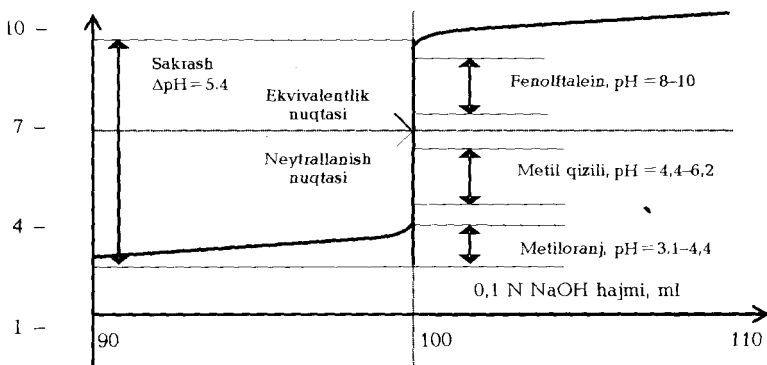 10 –
Sakrash
ΔpH = 5.4
Ekvivalentlik
nuqtasi
Fenolftalein, pH = 8–10
7 –
Neytrallanish
nuqtasi
Metil qizili, pH = 4,4–6,2
4 –
Metiloranj, pH = 3.1–4,4
0,1 N NaOH hajmi, ml
1 –
90
100
110